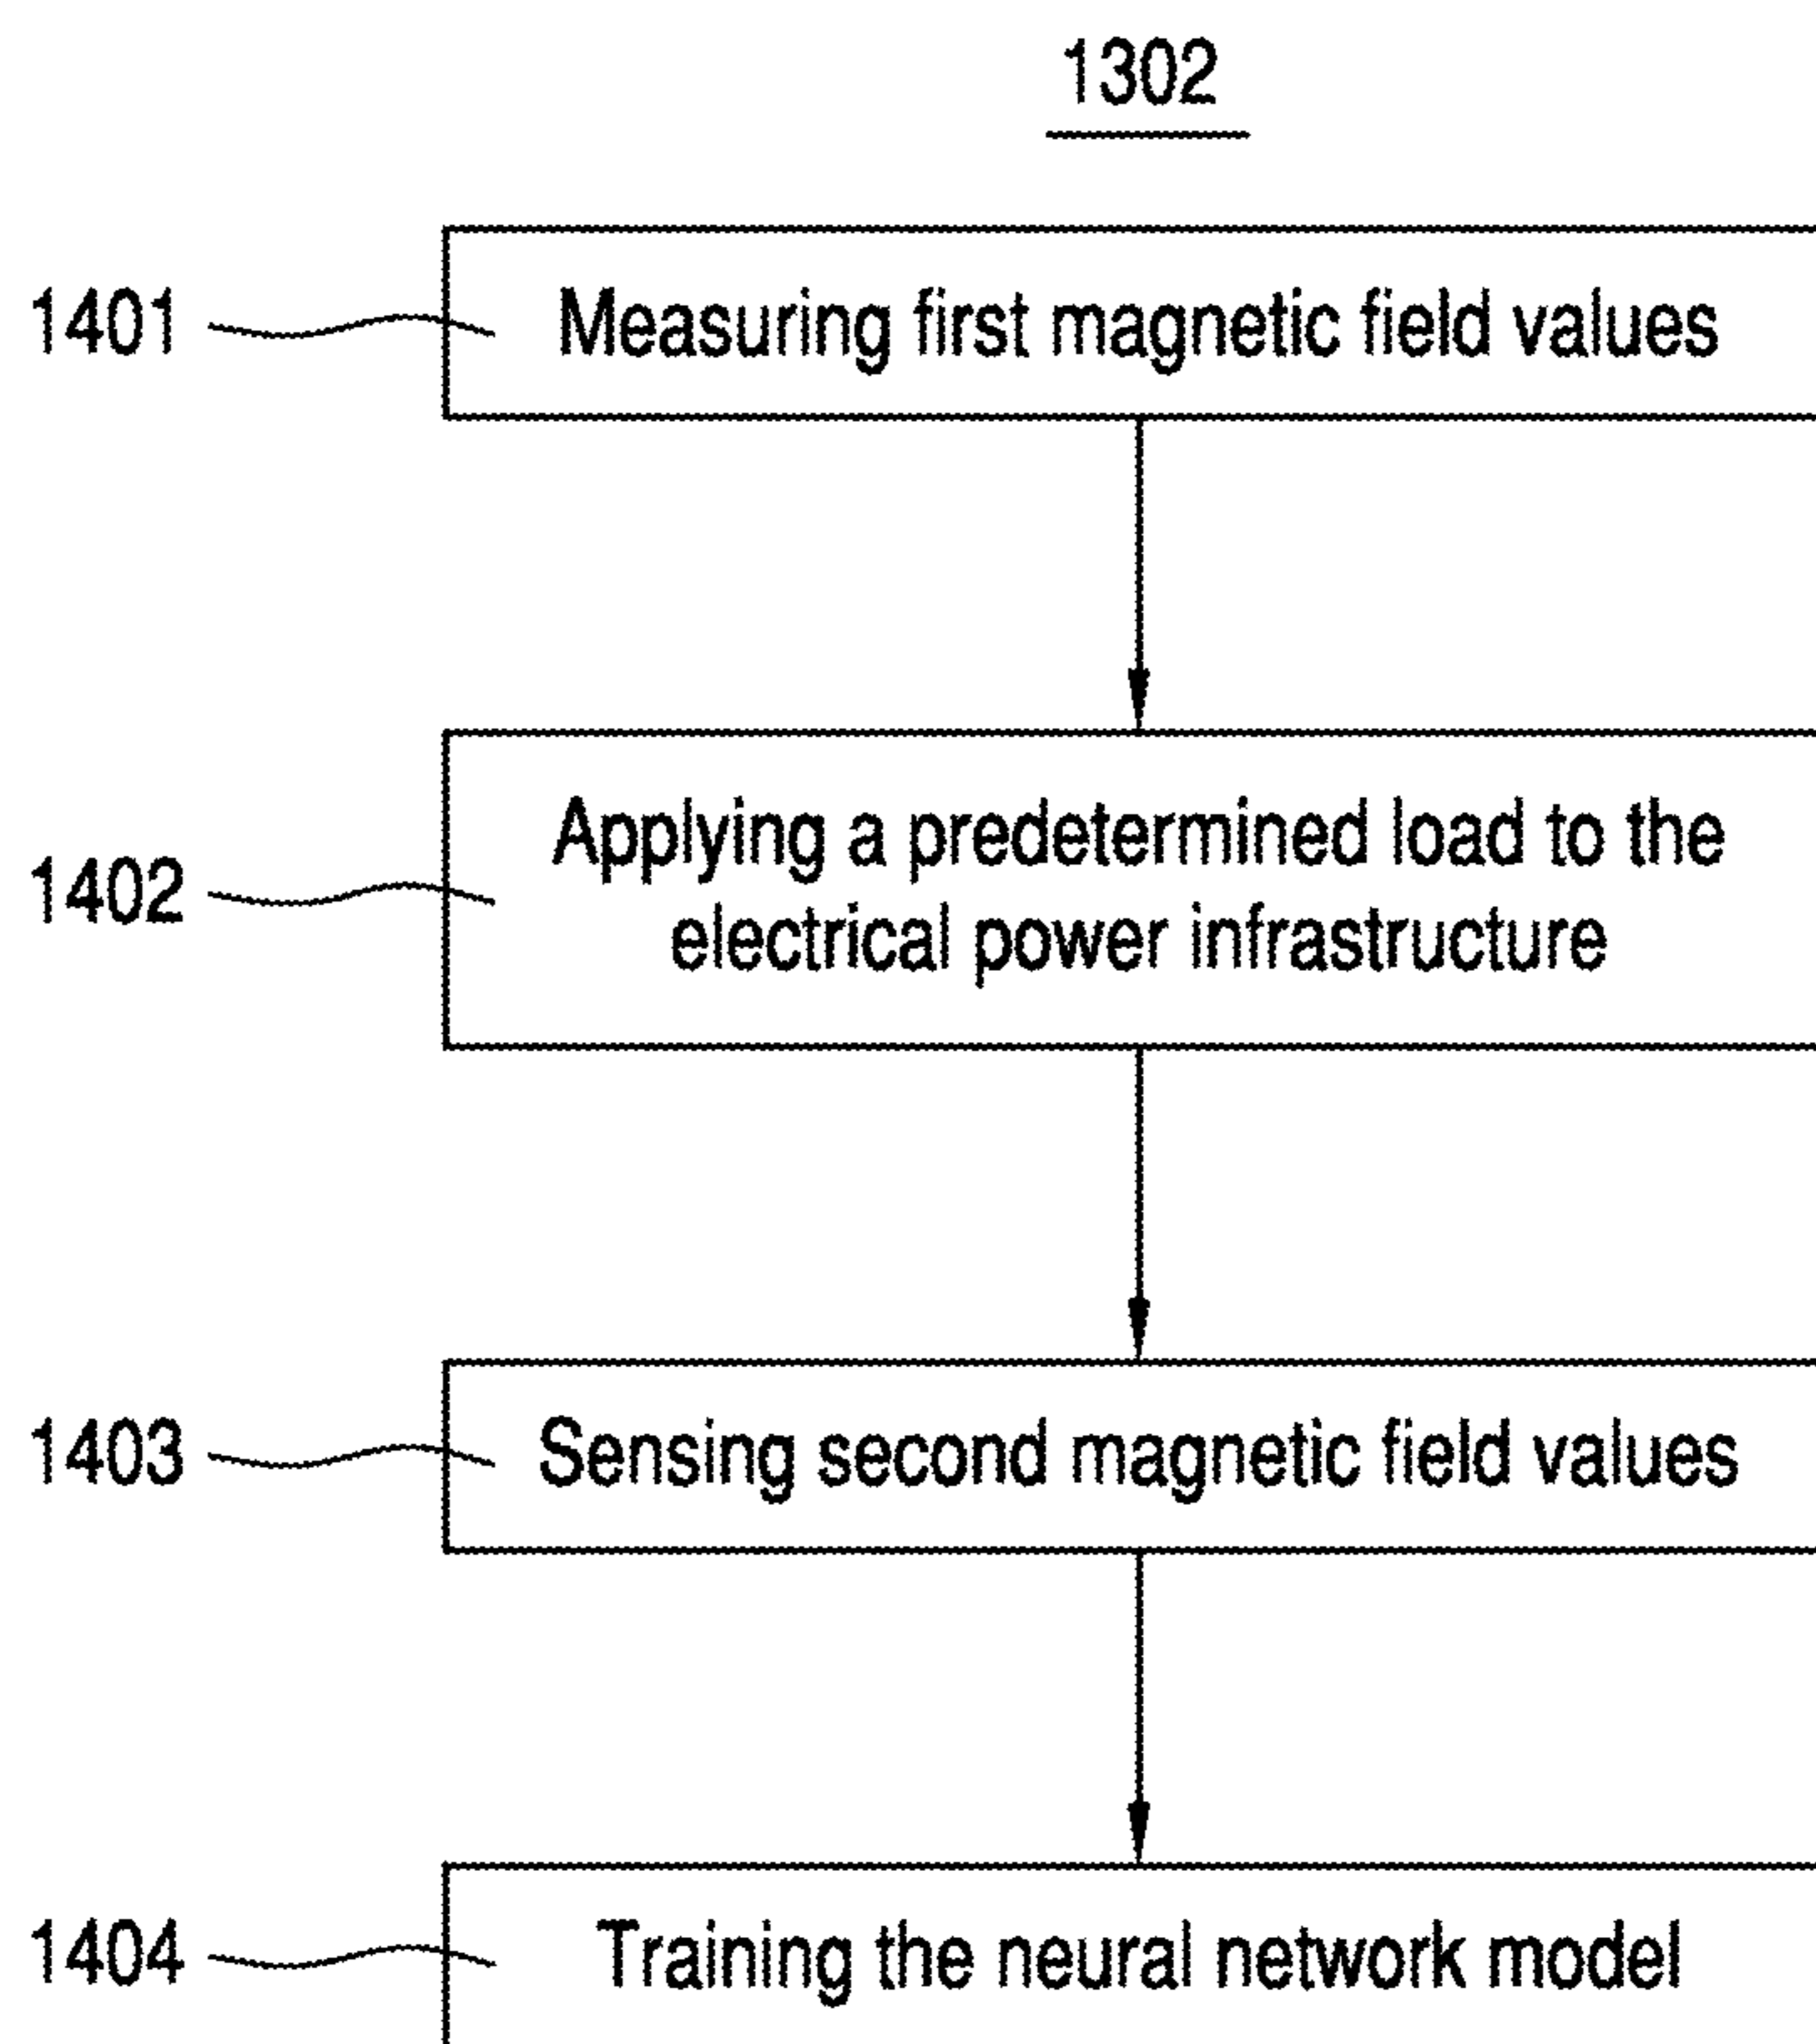 1302
1401
Measuring first magnetic field values
1402
Applying a predetermined load to the
electrical power infrastructure
1403
Sensing second magnetic field values
1404
Training the neural network model